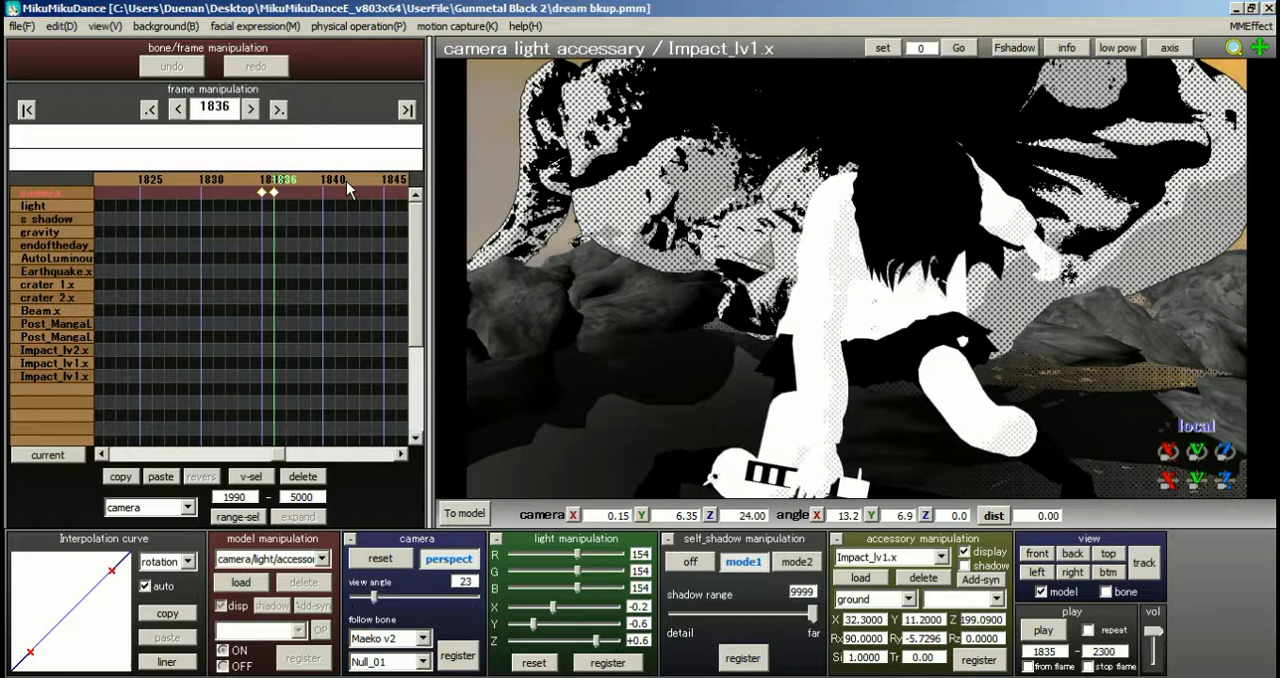 MikuMikuDance [C:\Users\Duenan\Desktop\MikuMikuDanceE_v803x64\UserFile\Gunmetal Black 2\dream bkup.pmm]
file(F) edit(D) view(V) background(B) facial expression(M) physical operation(P) motion capture(K) help(H) MMEffect
bone/frame manipulation
undo redo
frame manipulation
|< .< < 1836 > >. >|
camera light accessary / Impact_lv1.x set 0 Go Fshadow info low pow axis
1825 1830 1836 1840 1845
camera
light
s shadow
gravity
endoftheday_
AutoLuminou
Earthquake.x
crater 1.x
crater 2.x
Beam.x
Post_MangaL
Post_MangaL
Impact_lv2.x
Impact_lv1.x
Impact_lv1.x
current
copy paste revers v-sel delete
camera 1990 - 5000
range-sel expand
local
X Y Z
X Y Z
To model camera X 0.15 Y 6.35 Z 24.00 angle X 13.2 Y 6.9 Z 0.0 dist 0.00
Interpolation curve
rotation
auto
copy
paste
liner
model manipulation
camera/light/accessor
load delete
disp shadow Add-syn
OP
ON
OFF
register
camera
reset perspect
view angle 23
follow bone
Maeko v2
Null_01
register
light manipulation
R 154
G 154
B 154
X -0.2
Y -0.6
Z +0.6
reset register
self_shadow manipulation
off mode1 mode2
shadow range 9999
detail far
register
accessory manipulation
Impact_lv1.x display
shadow
load delete Add-syn
ground
X 32.3000 Y 11.2000 Z 199.0900
Rx 90.0000 Ry -5.7296 Rz 0.0000
Si 1.0000 Tr 0.00 register
view
front back top
left right btm
track
model bone
play
play repeat
1835 - 2300
from flame stop flame
vol